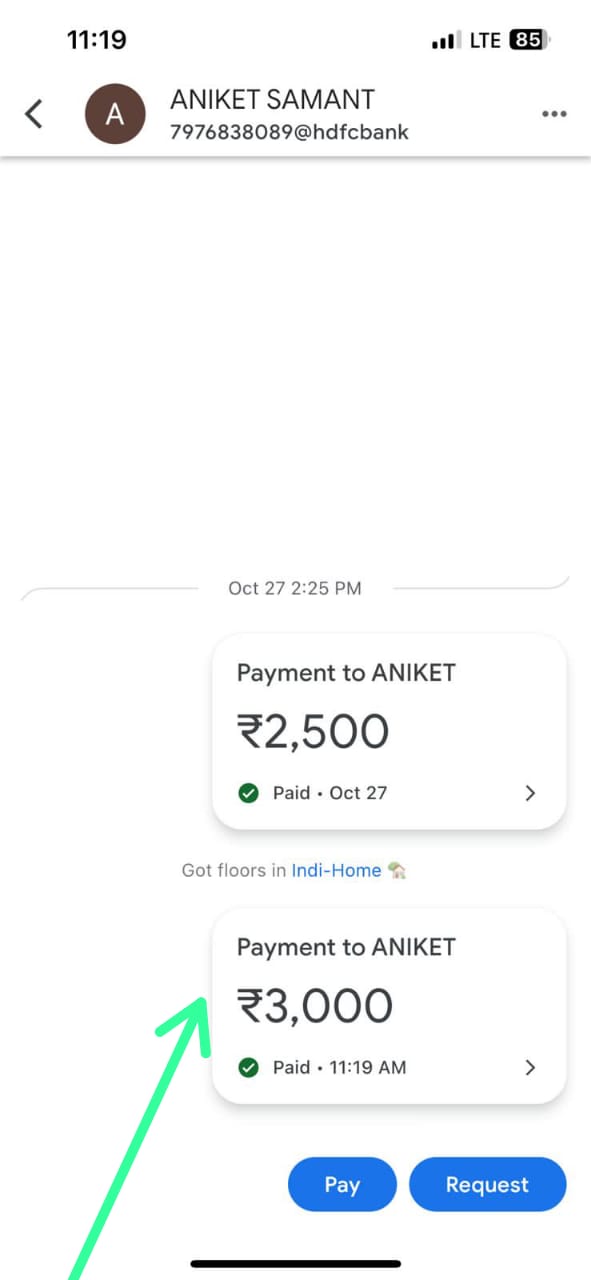 11:19
LTE 85
A
ANIKET SAMANT
7976838089@hdfcbank
Oct 27 2:25 PM
Payment to ANIKET
₹2,500
Paid • Oct 27
Got floors in Indi-Home
Payment to ANIKET
₹3,000
Paid • 11:19 AM
Pay
Request